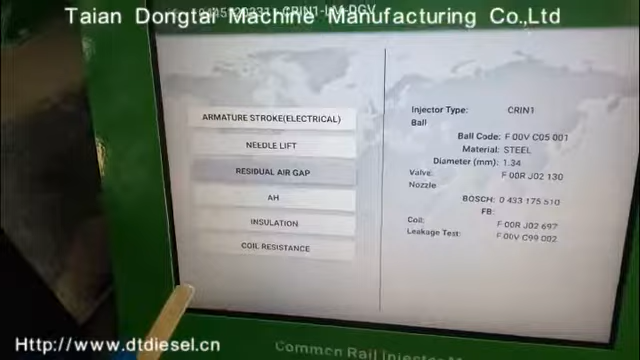 Taian Dongtai Machine Manufacturing Co.,Ltd
CRIN1-LM-DGV
ARMATURE STROKE(ELECTRICAL)
NEEDLE LIFT
RESIDUAL AIR GAP
AH
INSULATION
COIL RESISTANCE
Injector Type: CRIN1
Ball
Ball Code: F 00V C05 001
Material: STEEL
Diameter (mm): 1.34
Valve: F 00R J02 130
Nozzle
BOSCH: 0 433 175 510
FB:
Coil: F 00R J02 697
Leakage Test: F 00V C99 002
Http://www.dtdiesel.cn
Common Rail Injector